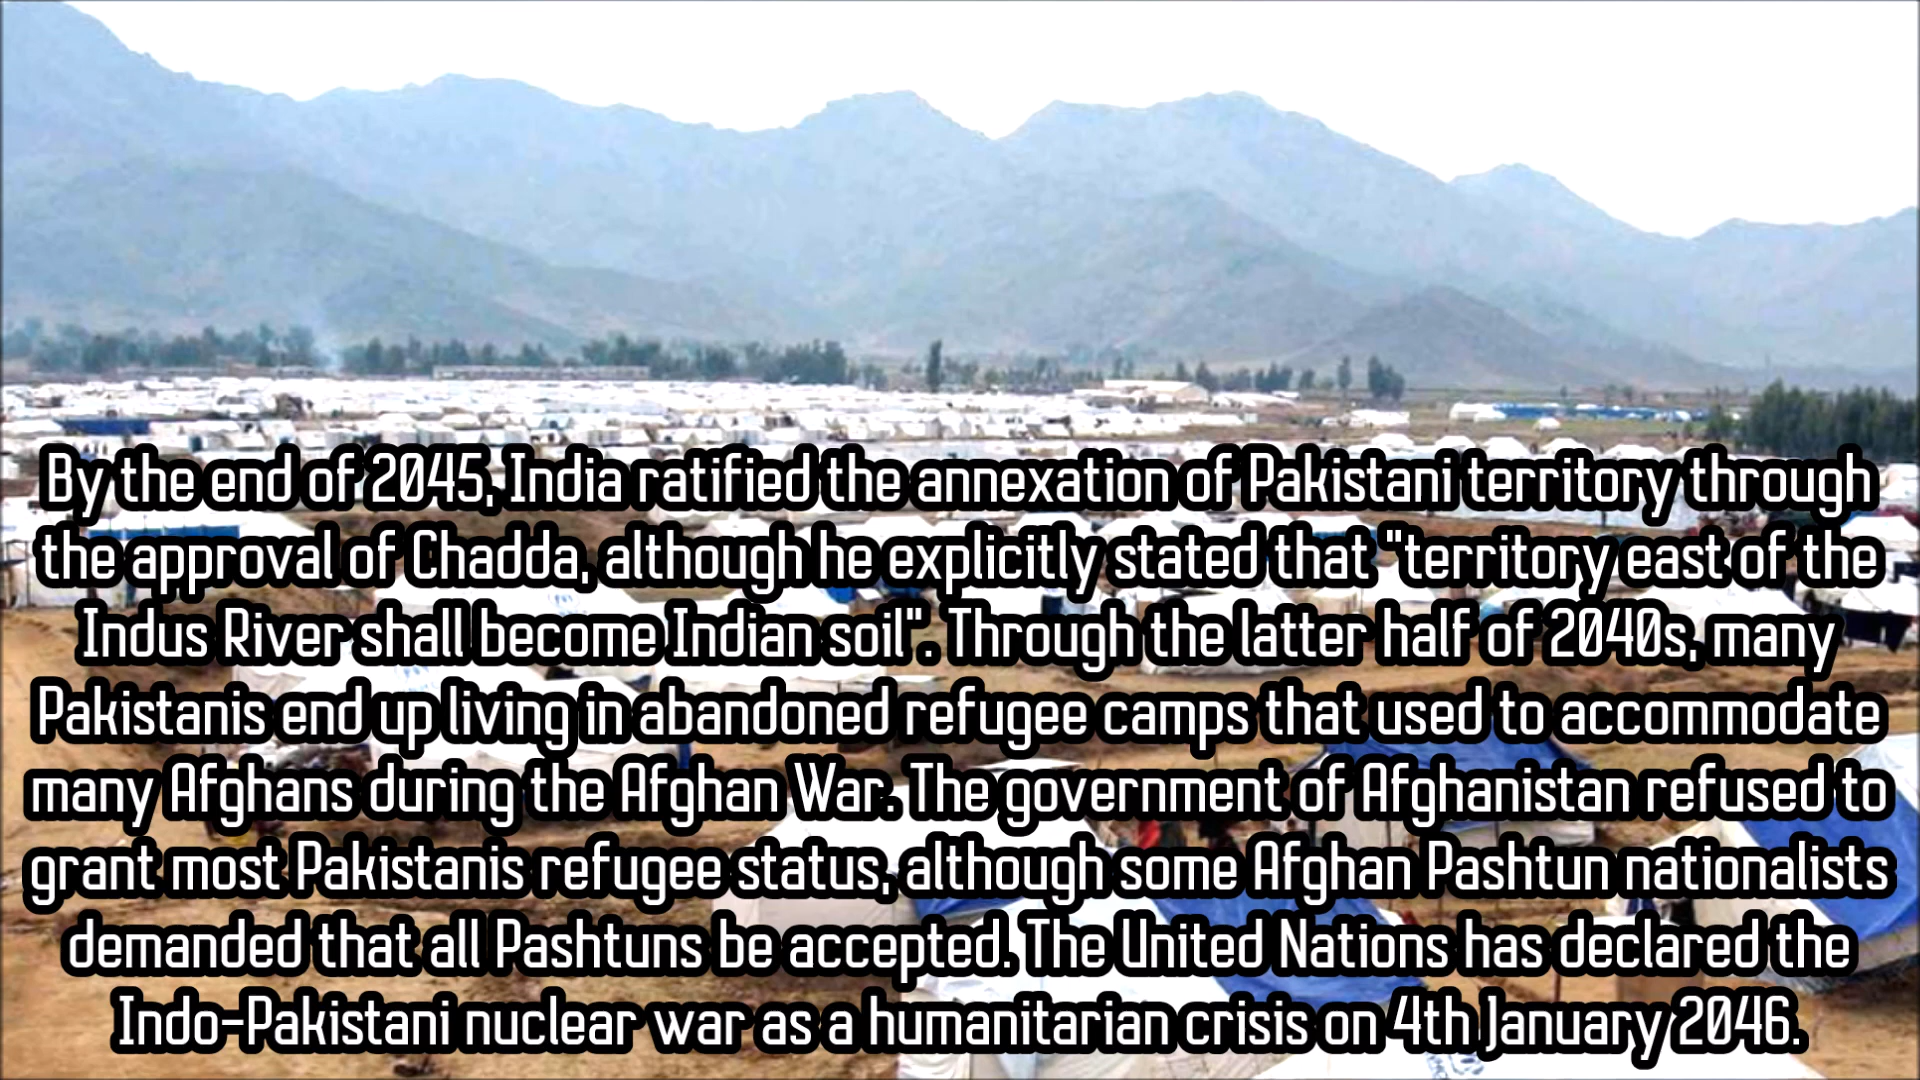 By the end of 2045, India ratified the annexation of Pakistani territory through
the approval of Chadda, although he explicitly stated that "territory east of the
Indus River shall become Indian soil". Through the latter half of 2040s, many
Pakistanis end up living in abandoned refugee camps that used to accommodate
many Afghans during the Afghan War. The government of Afghanistan refused to
grant most Pakistanis refugee status, although some Afghan Pashtun nationalists
demanded that all Pashtuns be accepted. The United Nations has declared the
Indo-Pakistani nuclear war as a humanitarian crisis on 4th January 2046.